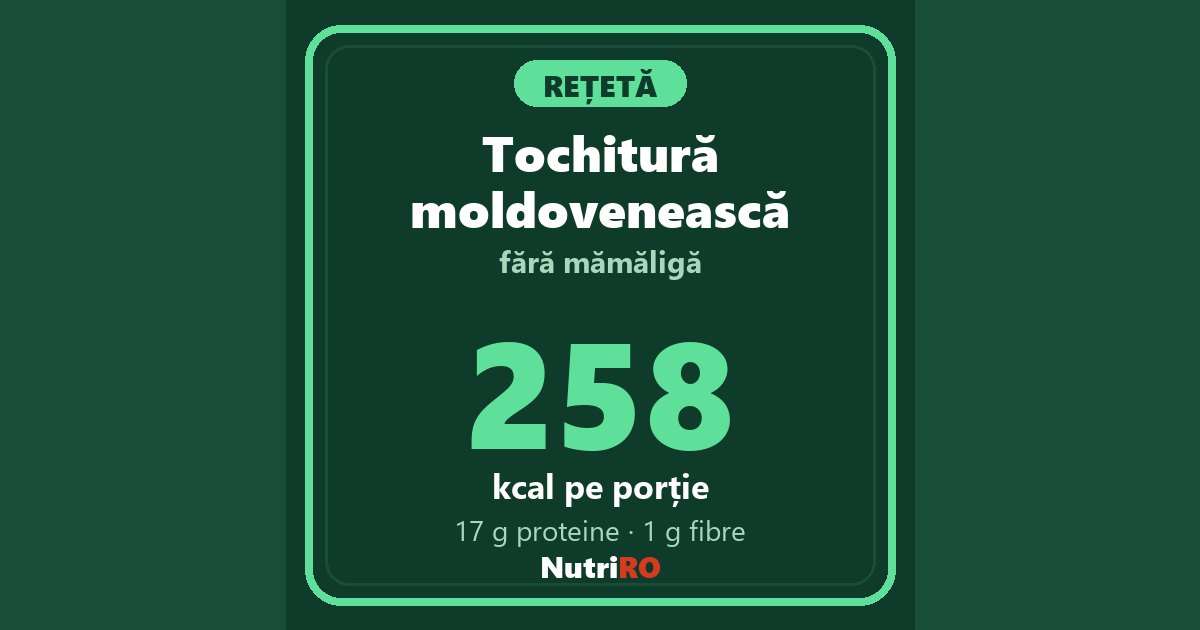 REȚETĂ
Tochitură
moldovenească
fără mămăligă
258
kcal pe porție
17 g proteine · 1 g fibre
NutriRO